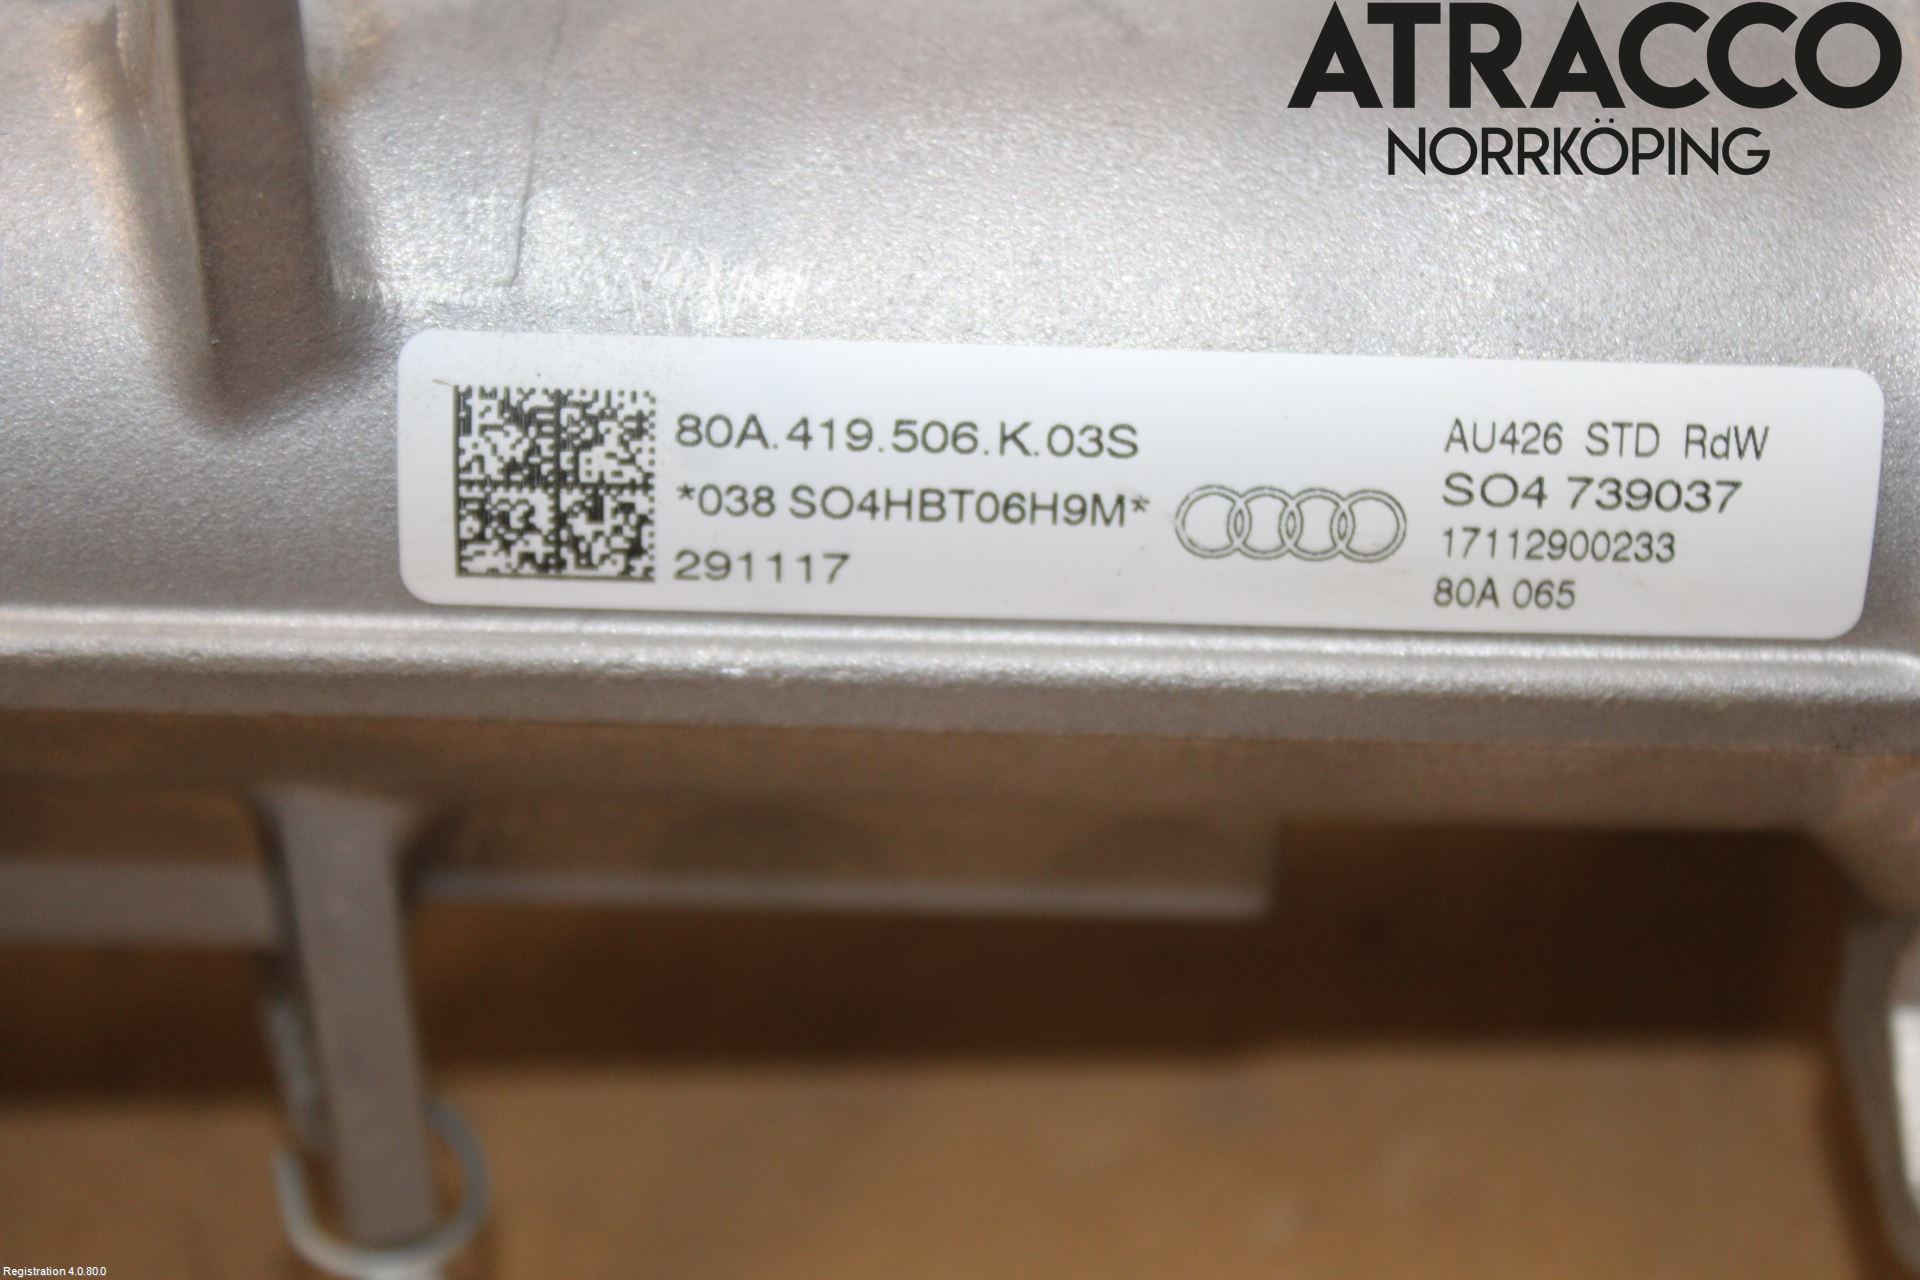 ATRACCO
NORRKÖPING
80A.419.506.K.03S
*038 SO4HBT06H9M*
291117
AU426 STD RdW
SO4 739037
17112900233
80A 065
Registration 4.0.80.0